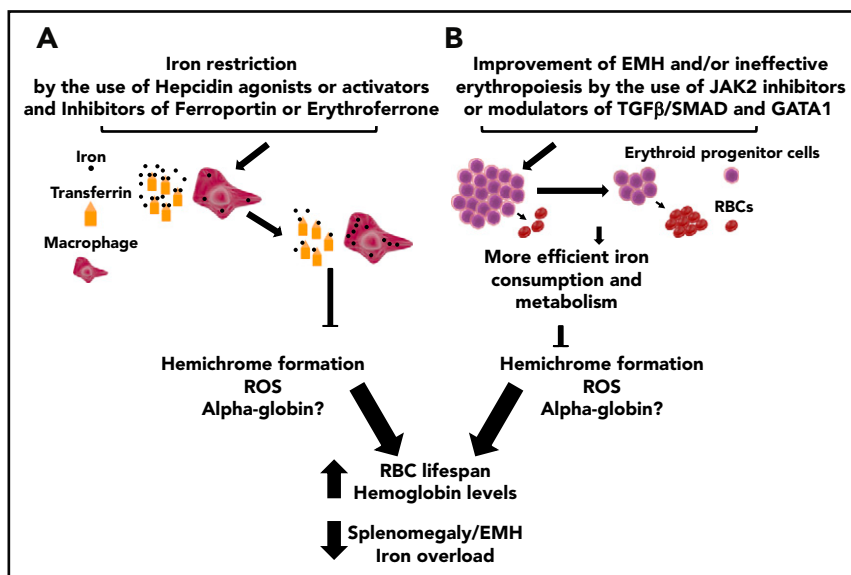 A
Iron restriction
by the use of Hepcidin agonists or activators
and Inhibitors of Ferroportin or Erythroferrone
Iron
Transferrin
Macrophage
Hemichrome formation
ROS
Alpha-globin?
B
Improvement of EMH and/or ineffective
erythropoiesis by the use of JAK2 inhibitors
or modulators of TGFβ/SMAD and GATA1
Erythroid progenitor cells
RBCs
More efficient iron
consumption and
metabolism
Hemichrome formation
ROS
Alpha-globin?
RBC lifespan
Hemoglobin levels
Splenomegaly/EMH
Iron overload